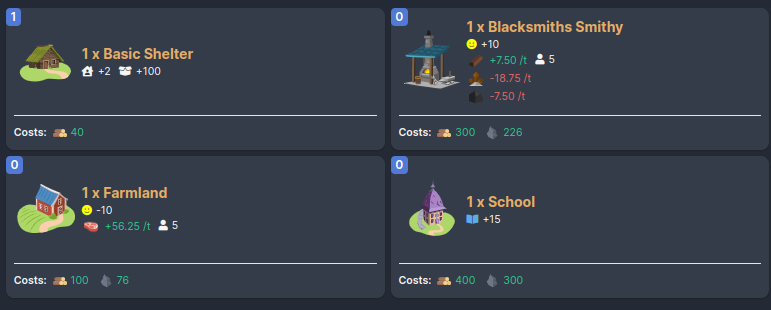 1
1 x Basic Shelter
+2 +100
Costs: 40
0
1 x Blacksmiths Smithy
+10
+7.50 /t 5
-18.75 /t
-7.50 /t
Costs: 300 226
0
1 x Farmland
-10
+56.25 /t 5
Costs: 100 76
0
1 x School
+15
Costs: 400 300